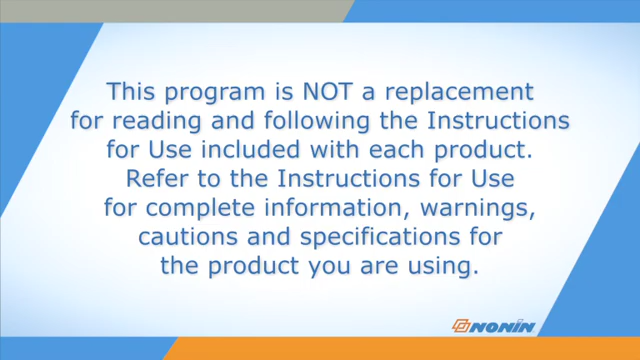 This program is NOT a replacement
for reading and following the Instructions
for Use included with each product.
Refer to the Instructions for Use
for complete information, warnings,
cautions and specifications for
the product you are using.
NONIN